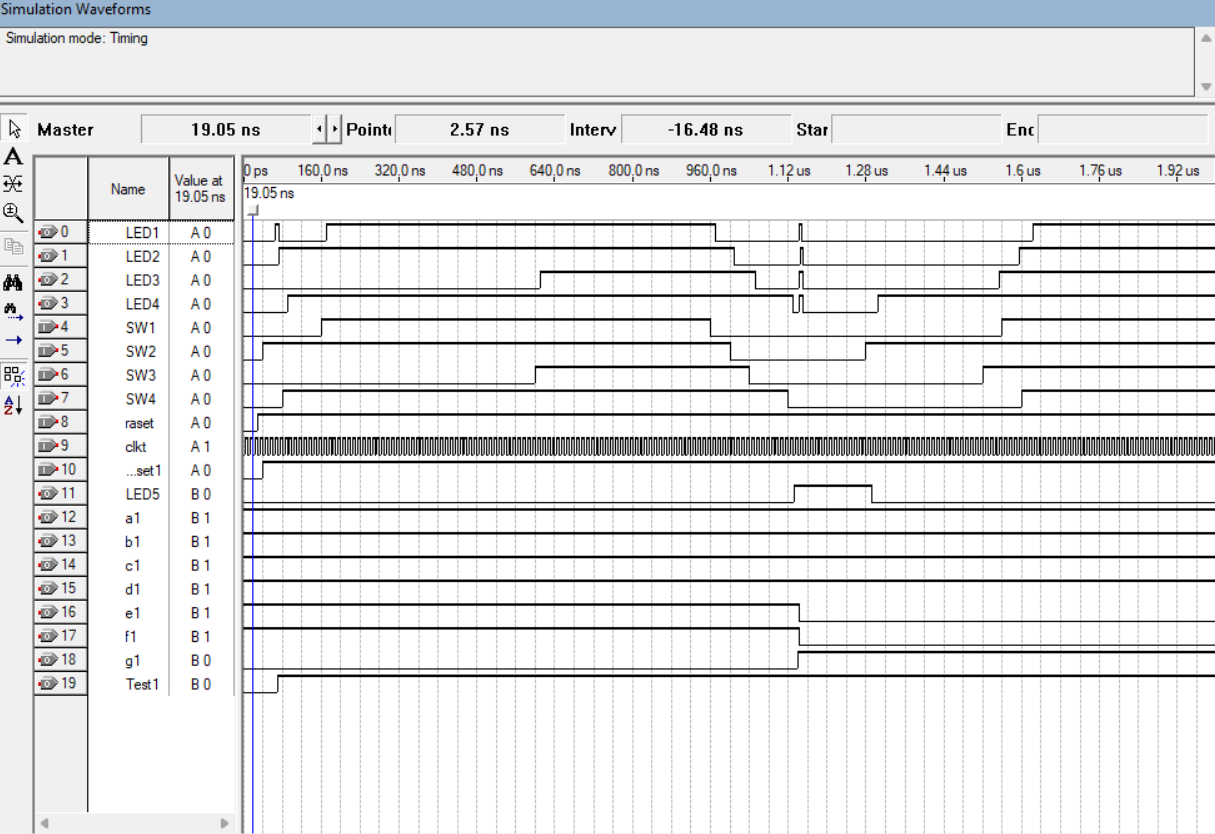 Simulation Waveforms
Simulation mode: Timing
Master 19.05 ns Point 2.57 ns Interv -16.48 ns Star Enc
A
Name Value at 19.05 ns 0 ps 160.0 ns 320.0 ns 480.0 ns 640.0 ns 800.0 ns 960.0 ns 1.12 us 1.28 us 1.44 us 1.6 us 1.76 us 1.92 us
19.05 ns
0 LED1 A 0
1 LED2 A 0
2 LED3 A 0
3 LED4 A 0
4 SW1 A 0
5 SW2 A 0
6 SW3 A 0
7 SW4 A 0
8 raset A 0
9 clkt A 1
10 ...set1 A 0
11 LED5 B 0
12 a1 B 1
13 b1 B 1
14 c1 B 1
15 d1 B 1
16 e1 B 1
17 f1 B 1
18 g1 B 0
19 Test1 B 0
A
Z